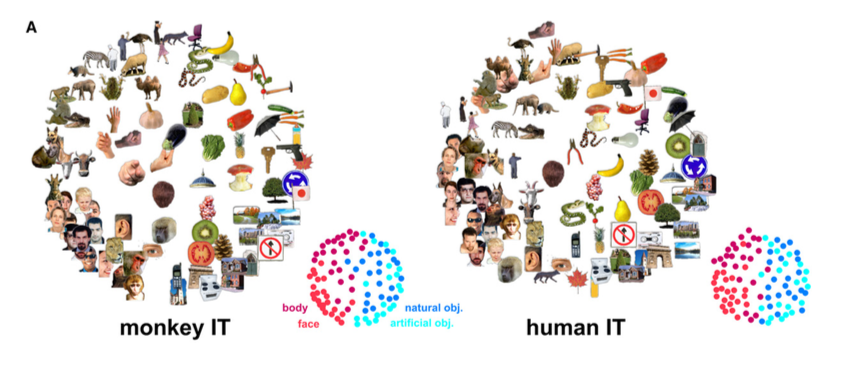 A
body
face
natural obj.
artificial obj.
monkey IT
human IT